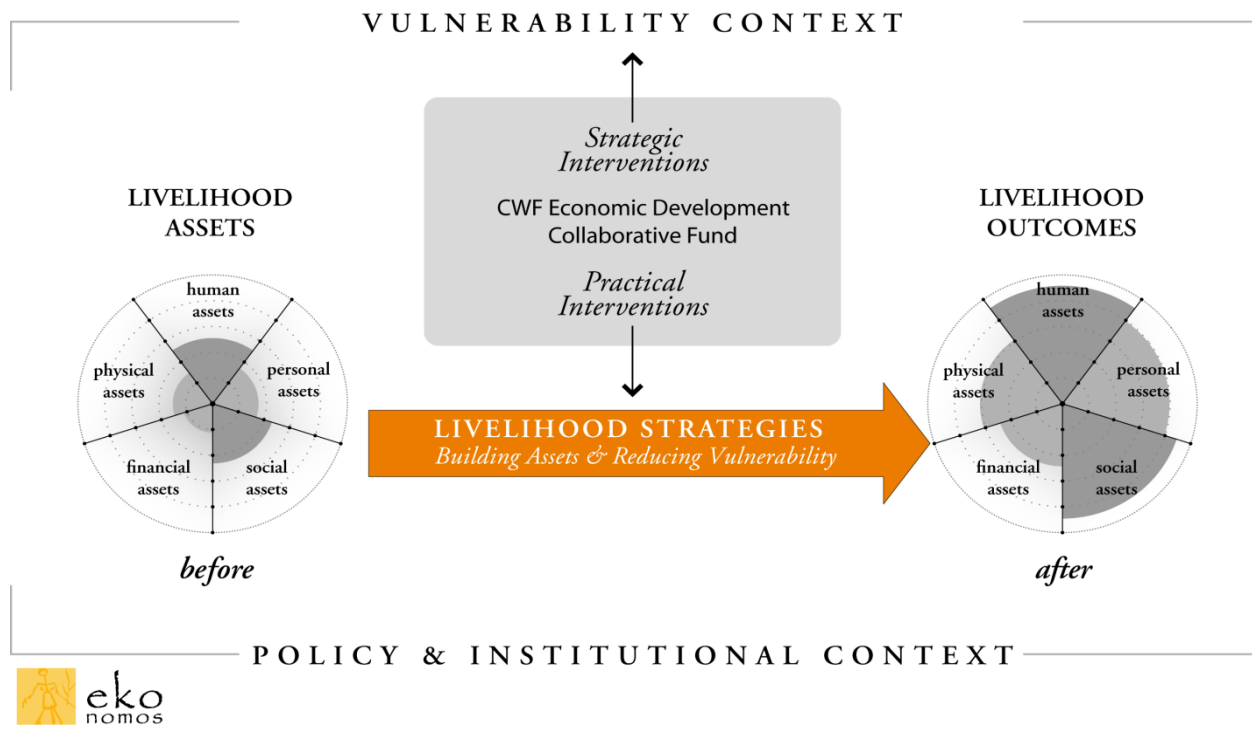 VULNERABILITY CONTEXT
Strategic
Interventions
CWF Economic Development
Collaborative Fund
Practical
Interventions
LIVELIHOOD
ASSETS
human
assets
physical
assets
personal
assets
financial
assets
social
assets
before
LIVELIHOOD STRATEGIES
Building Assets & Reducing Vulnerability
LIVELIHOOD
OUTCOMES
human
assets
physical
assets
personal
assets
financial
assets
social
assets
after
POLICY & INSTITUTIONAL CONTEXT
eko
nomos